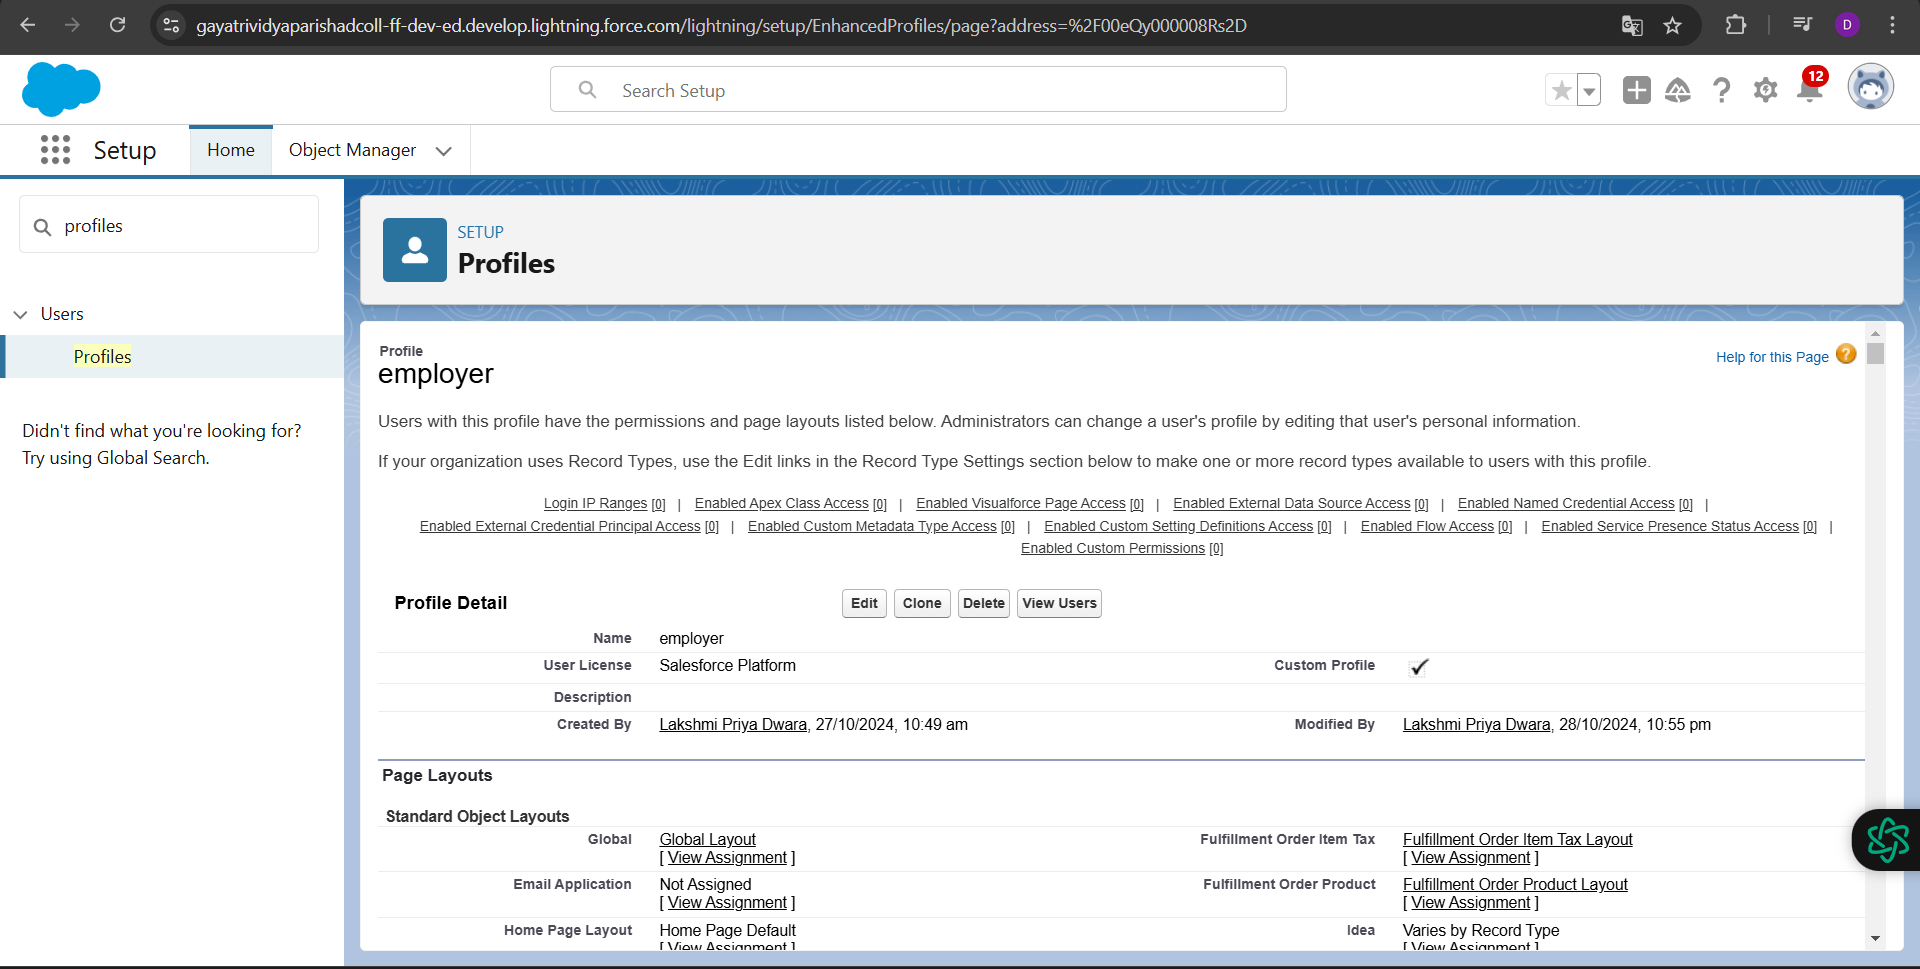 gayatrividyaparishadcoll-ff-dev-ed.develop.lightning.force.com/lightning/setup/EnhancedProfiles/page?address=%2F00eQy000008Rs2D
D
Search Setup
12
Setup
Home
Object Manager
profiles
Users
Profiles
Didn't find what you're looking for?
Try using Global Search.
SETUP
Profiles
Profile
employer
Help for this Page
Users with this profile have the permissions and page layouts listed below. Administrators can change a user's profile by editing that user's personal information.
If your organization uses Record Types, use the Edit links in the Record Type Settings section below to make one or more record types available to users with this profile.
Login IP Ranges [0] | Enabled Apex Class Access [0] | Enabled Visualforce Page Access [0] | Enabled External Data Source Access [0] | Enabled Named Credential Access [0] |
Enabled External Credential Principal Access [0] | Enabled Custom Metadata Type Access [0] | Enabled Custom Setting Definitions Access [0] | Enabled Flow Access [0] | Enabled Service Presence Status Access [0] |
Enabled Custom Permissions [0]
Profile Detail Edit Clone Delete View Users
Name employer
User License Salesforce Platform Custom Profile
Description
Created By Lakshmi Priya Dwara, 27/10/2024, 10:49 am Modified By Lakshmi Priya Dwara, 28/10/2024, 10:55 pm
Page Layouts
Standard Object Layouts
Global Global Layout Fulfillment Order Item Tax Fulfillment Order Item Tax Layout
[ View Assignment ] [ View Assignment ]
Email Application Not Assigned Fulfillment Order Product Fulfillment Order Product Layout
[ View Assignment ] [ View Assignment ]
Home Page Layout Home Page Default Idea Varies by Record Type
[ View Assignment ] [ View Assignment ]